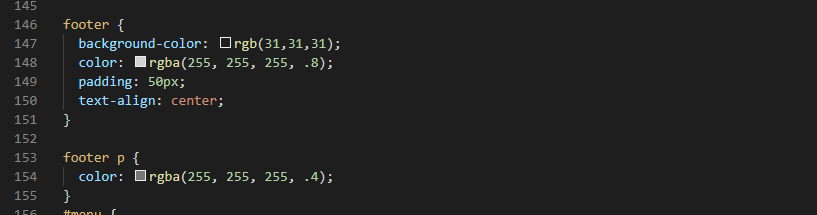 145
146 footer {
147 background-color: rgb(31,31,31);
148 color: rgba(255, 255, 255, .8);
149 padding: 50px;
150 text-align: center;
151 }
152
153 footer p {
154 color: rgba(255, 255, 255, .4);
155 }
156 #menu {